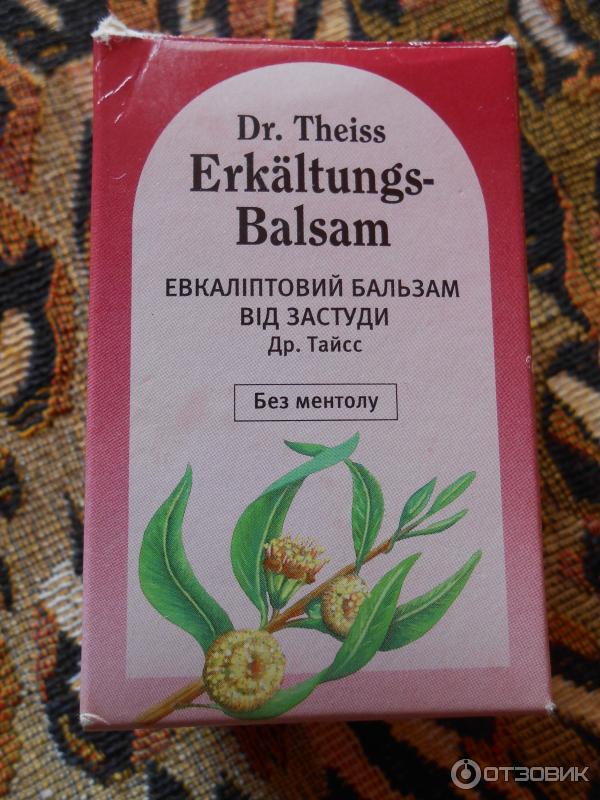 Dr. Theiss
Erkältungs-
Balsam
ЕВКАЛІПТОВИЙ БАЛЬЗАМ
ВІД ЗАСТУДИ
Др. Тайсс
Без ментолу
ОТЗОВИК